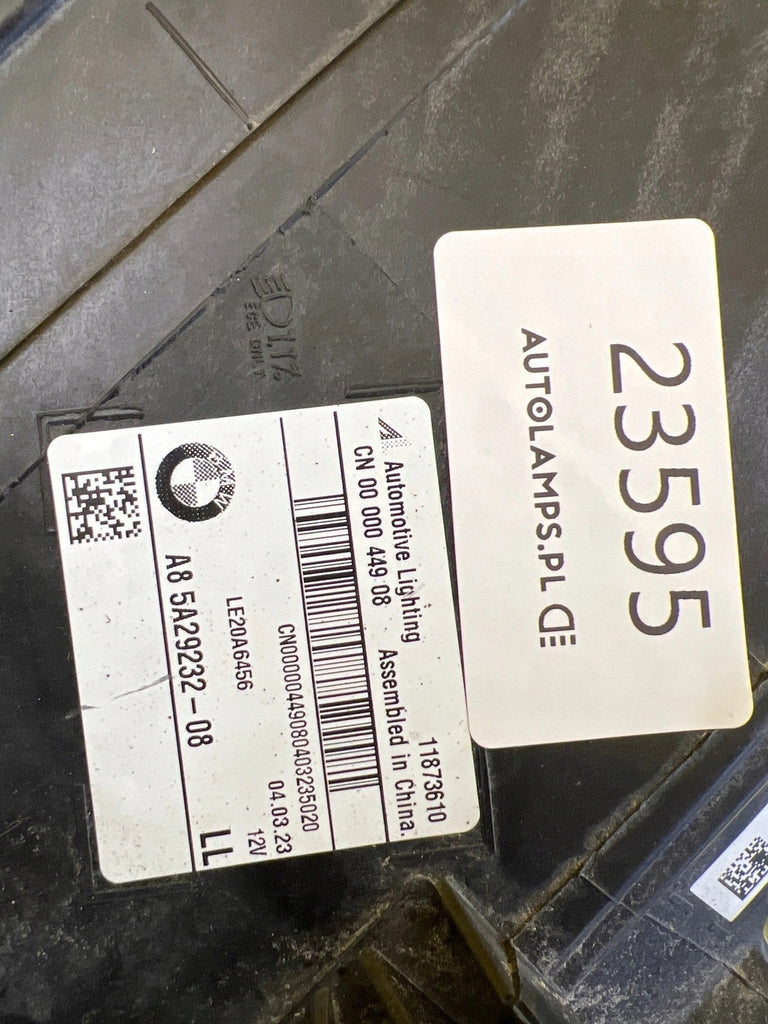 23595
AUTOLAMPS.PL
Automotive Lighting
11873610
CN 00 000 449 08
Assembled in China.
CN00000449080403235020
04.03.23
LE20A6456
12V
A8 5A29232-08
LL